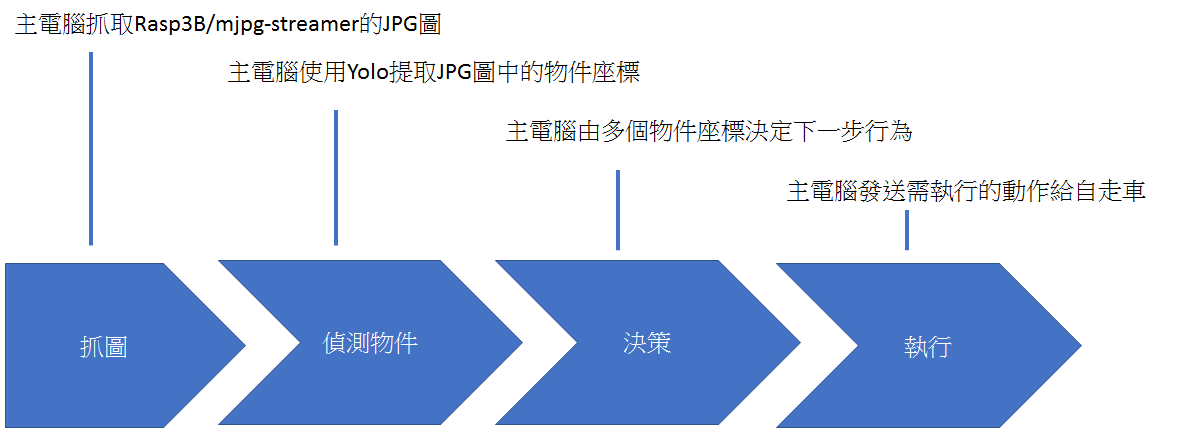 主電腦抓取Rasp3B/mjpg-streamer的JPG圖
主電腦使用Yolo提取JPG圖中的物件座標
主電腦由多個物件座標決定下一步行為
主電腦發送需執行的動作給自走車
抓圖
偵測物件
決策
執行